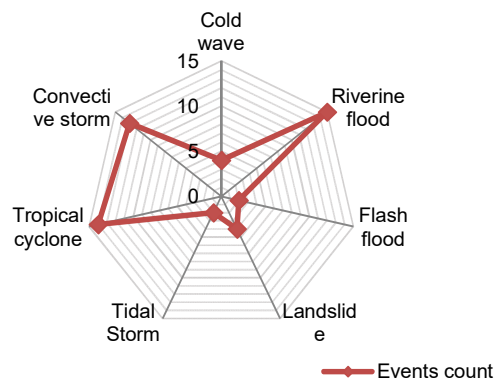 Cold
wave
15
10
5
0
Riverine
flood
Flash
flood
Landslid
e
Tidal
Storm
Tropical
cyclone
Convecti
ve storm
Events count